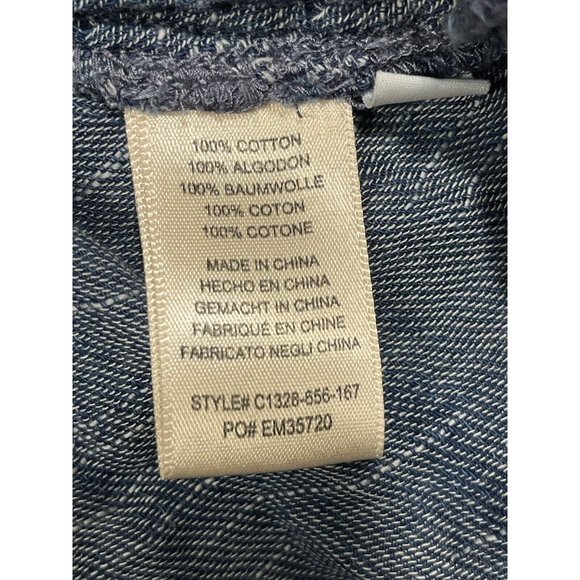 100% COTTON
100% ALGODON
100% BAUMWOLLE
100% COTON
100% COTONE
MADE IN CHINA
HECHO EN CHINA
GEMACHT IN CHINA
FABRIQUÉ EN CHINE
FABRICATO NEGLI CHINA
STYLE# C1328-656-167
PO# EM35720